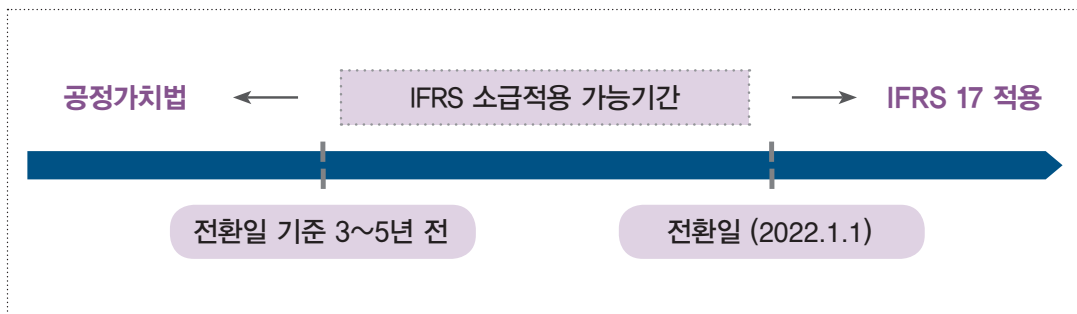 공정가치법
IFRS 소급적용 가능기간
IFRS 17 적용
전환일 기준 3~5년 전
전환일 (2022.1.1)